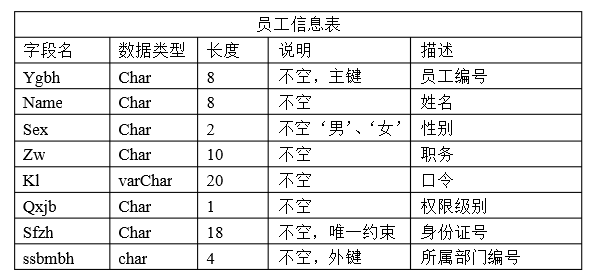 员工信息表
字段名 数据类型 长度 说明 描述
Ygbh Char 8 不空，主键 员工编号
Name Char 8 不空 姓名
Sex Char 2 不空‘男’、‘女’ 性别
Zw Char 10 不空 职务
Kl varChar 20 不空 口令
Qxjb Char 1 不空 权限级别
Sfzh Char 18 不空，唯一约束 身份证号
ssbmbh char 4 不空，外键 所属部门编号